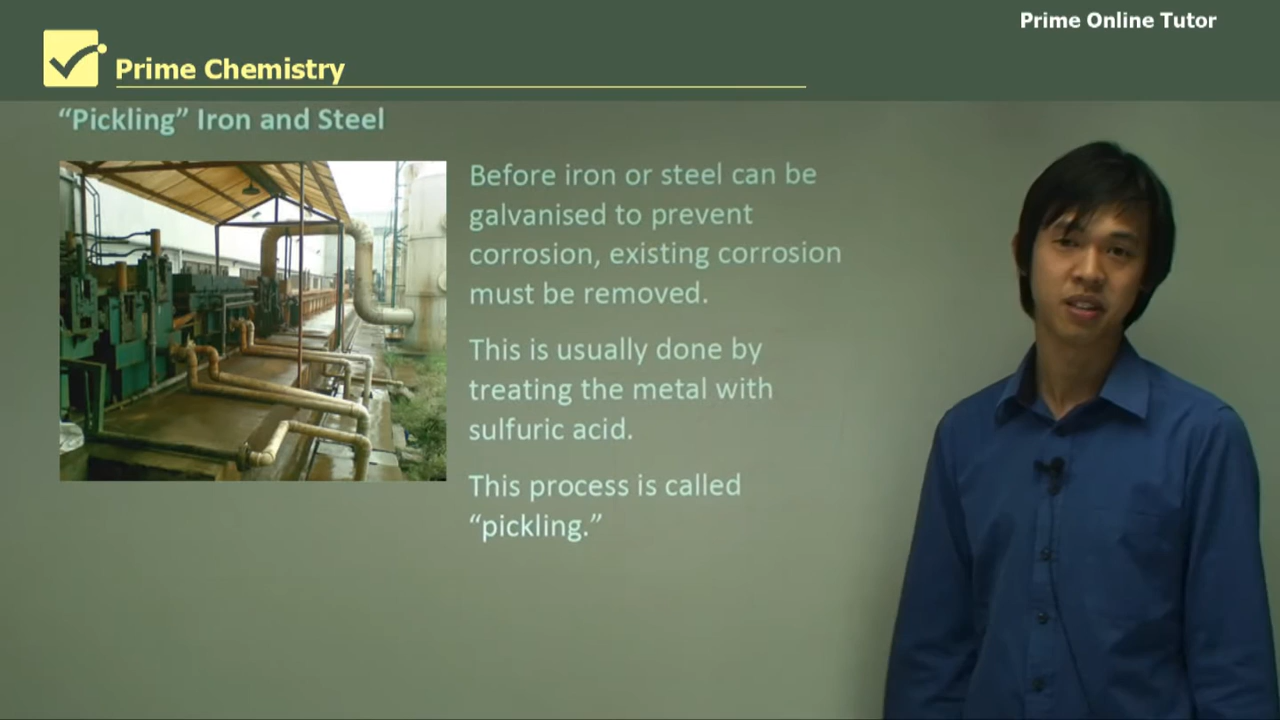 Prime Online Tutor
Prime Chemistry
“Pickling” Iron and Steel
Before iron or steel can be
galvanised to prevent
corrosion, existing corrosion
must be removed.
This is usually done by
treating the metal with
sulfuric acid.
This process is called
“pickling.”